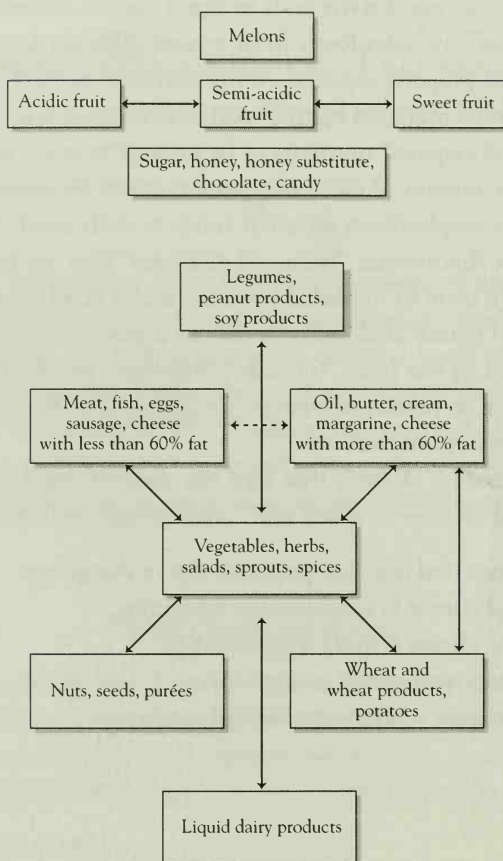 Melons
Acidic fruit
Semi-acidic
fruit
Sweet fruit
Sugar, honey, honey substitute,
chocolate, candy
Legumes,
peanut products,
soy products
Meat, fish, eggs,
sausage, cheese
with less than 60% fat
Oil, butter, cream,
margarine, cheese
with more than 60% fat
Vegetables, herbs,
salads, sprouts, spices
Nuts, seeds, purées
Wheat and
wheat products,
potatoes
Liquid dairy products